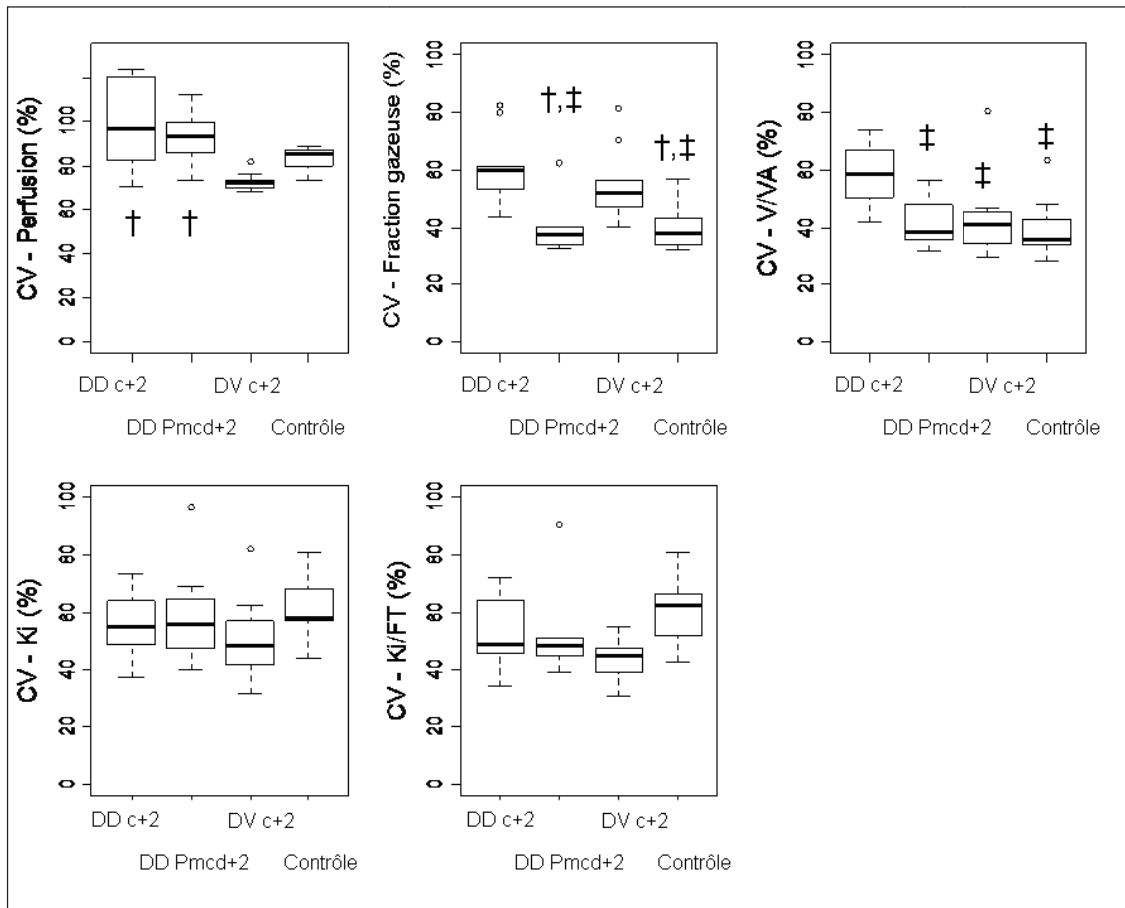 CV - Perfusion (%)
0 20 40 60 80 100
†
†
DD c+2
DV c+2
DD Pmcd+2
Contrôle
CV - Fraction gazeuse (%)
0 20 40 60 80 100
†,‡
†,‡
DD c+2
DV c+2
DD Pmcd+2
Contrôle
CV - V/VA (%)
0 20 40 60 80 100
‡
‡
‡
DD c+2
DV c+2
DD Pmcd+2
Contrôle
CV - Ki (%)
0 20 40 60 80 100
DD c+2
DV c+2
DD Pmcd+2
Contrôle
CV - Ki/FT (%)
0 20 40 60 80 100
DD c+2
DV c+2
DD Pmcd+2
Contrôle